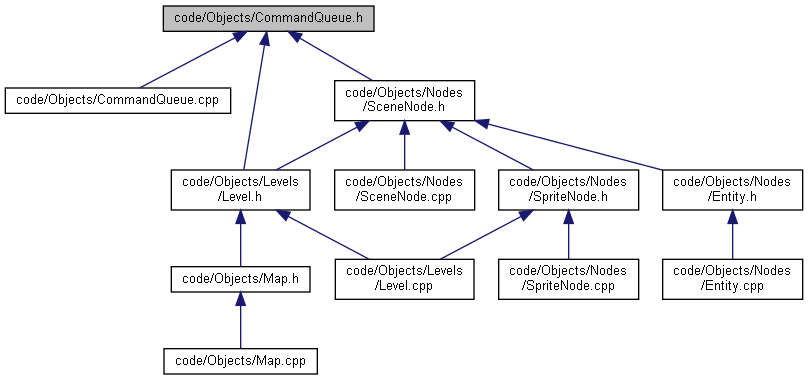 code/Objects/CommandQueue.h
code/Objects/CommandQueue.cpp
code/Objects/Nodes
/SceneNode.h
code/Objects/Levels
/Level.h
code/Objects/Nodes
/SceneNode.cpp
code/Objects/Nodes
/SpriteNode.h
code/Objects/Nodes
/Entity.h
code/Objects/Map.h
code/Objects/Levels
/Level.cpp
code/Objects/Nodes
/SpriteNode.cpp
code/Objects/Nodes
/Entity.cpp
code/Objects/Map.cpp